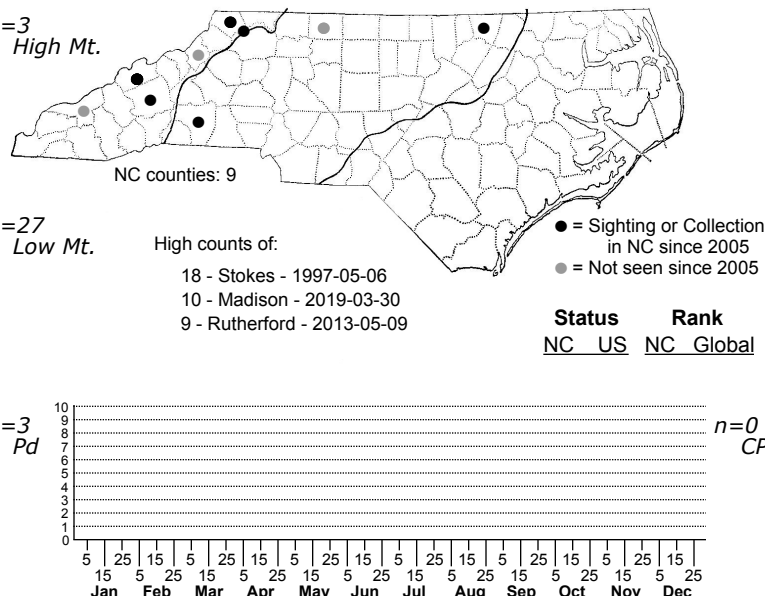 =3
High Mt.
NC counties: 9
=27
Low Mt.
High counts of:
18 - Stokes - 1997-05-06
10 - Madison - 2019-03-30
9 - Rutherford - 2013-05-09
= Sighting or Collection
in NC since 2005
= Not seen since 2005
Status Rank
NC US NC Global
=3
Pd
n=0
CP
10
9
8
7
6
5
4
3
2
1
0
5 25 15 5 25 15 5 25 15 5 25 15 5 25 15 5 25 15
15 5 25 15 5 25 15 5 25 15 5 25 15 5 25 15 5 25
Jan Feb Mar Apr May Jun Jul Aug Sep Oct Nov Dec